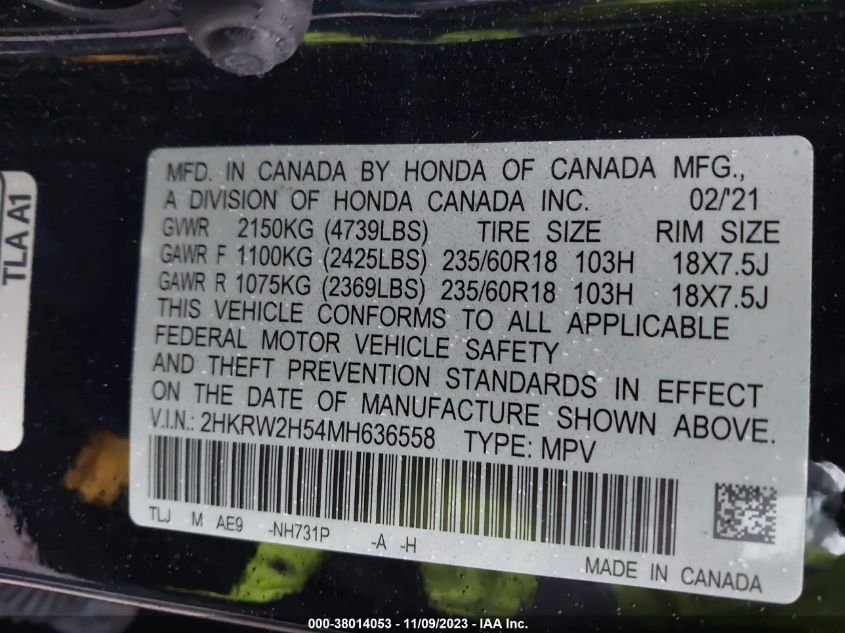 TLA A1
MFD. IN CANADA BY HONDA OF CANADA MFG.,
A DIVISION OF HONDA CANADA INC. 02/'21
GVWR 2150KG (4739LBS) TIRE SIZE RIM SIZE
GAWR F 1100KG (2425LBS) 235/60R18 103H 18X7.5J
GAWR R 1075KG (2369LBS) 235/60R18 103H 18X7.5J
THIS VEHICLE CONFORMS TO ALL APPLICABLE
FEDERAL MOTOR VEHICLE SAFETY
AND THEFT PREVENTION STANDARDS IN EFFECT
ON THE DATE OF MANUFACTURE SHOWN ABOVE.
V.I.N.: 2HKRW2H54MH636558 TYPE: MPV
TLJ M AE9 -NH731P -A -H
MADE IN CANADA
000-38014053 - 11/09/2023 - IAA Inc.